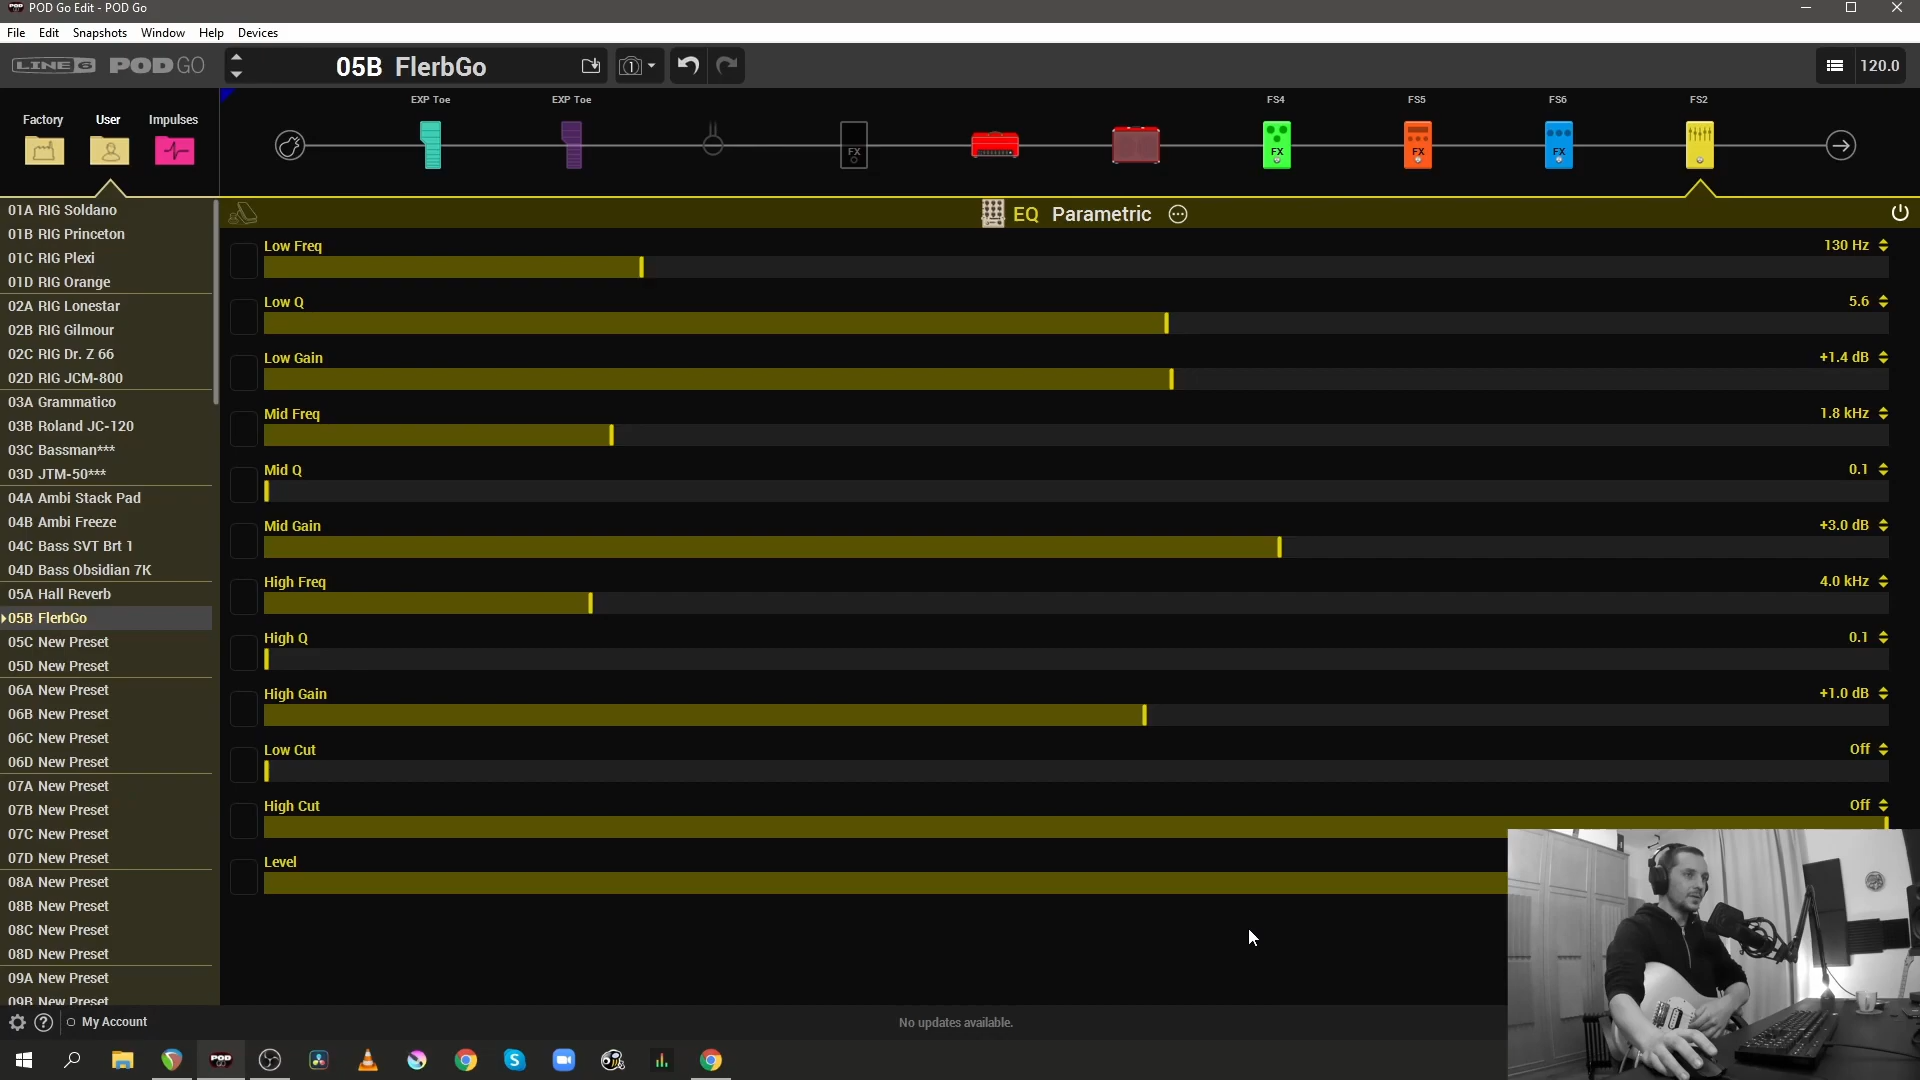 POD Go Edit - POD Go
File Edit Snapshots Window Help Devices
LINE 6 POD GO
05B FlerbGo
1
120.0
Factory User Impulses
EXP Toe EXP Toe FS4 FS5 FS6 FS2
FX FX FX FX
EQ Parametric
01A RIG Soldano
01B RIG Princeton
01C RIG Plexi
01D RIG Orange
02A RIG Lonestar
02B RIG Gilmour
02C RIG Dr. Z 66
02D RIG JCM-800
03A Grammatico
03B Roland JC-120
03C Bassman***
03D JTM-50***
04A Ambi Stack Pad
04B Ambi Freeze
04C Bass SVT Brt 1
04D Bass Obsidian 7K
05A Hall Reverb
05B FlerbGo
05C New Preset
05D New Preset
06A New Preset
06B New Preset
06C New Preset
06D New Preset
07A New Preset
07B New Preset
07C New Preset
07D New Preset
08A New Preset
08B New Preset
08C New Preset
08D New Preset
09A New Preset
09B New Preset
Low Freq 130 Hz
Low Q 5.6
Low Gain +1.4 dB
Mid Freq 1.8 kHz
Mid Q 0.1
Mid Gain +3.0 dB
High Freq 4.0 kHz
High Q 0.1
High Gain +1.0 dB
Low Cut Off
High Cut Off
Level
? My Account
No updates available.
POD